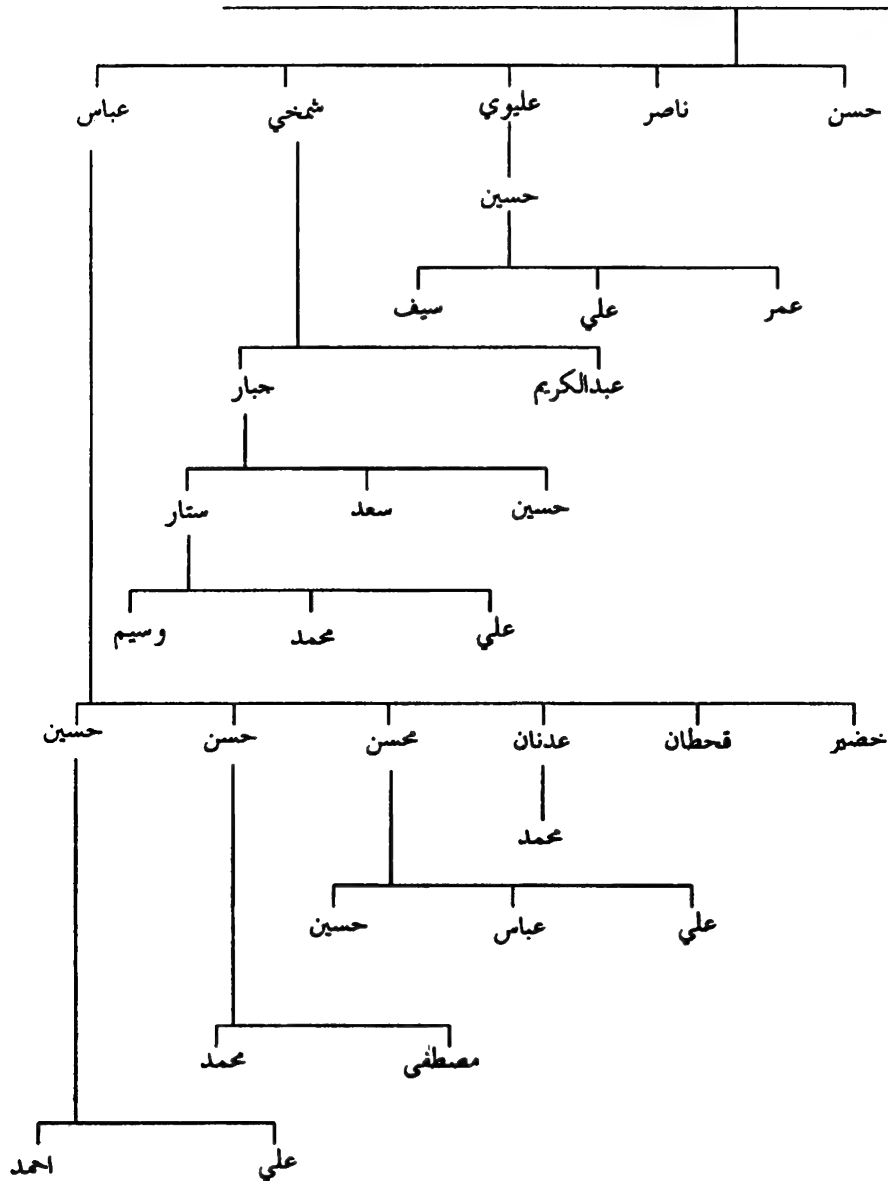 حسن ناصر عليوي شمخي عباس
حسين
عمر علي سيف
عبدالكريم جبار
حسين سعد ستار
علي محمد وسيم
خضير قحطان عدنان محسن حسن حسين
محمد
علي عباس حسين
مصطفى محمد
علي احمد